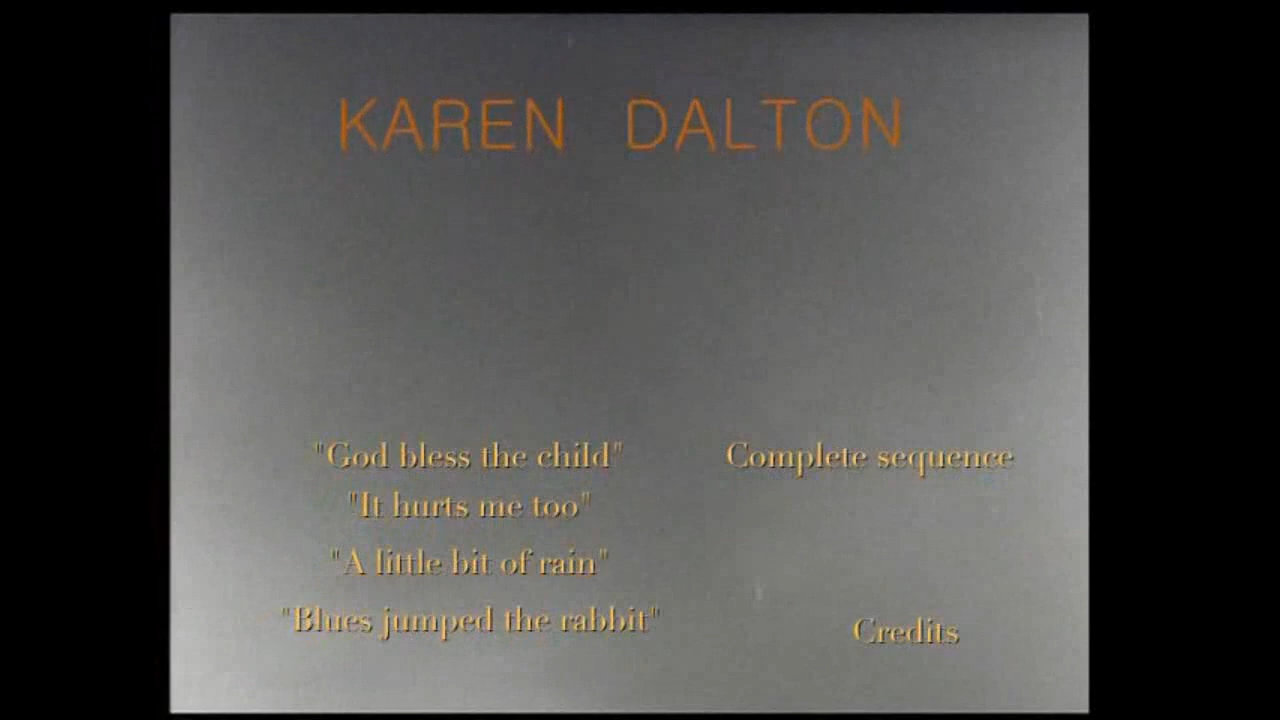 KAREN DALTON
"God bless the child"
"It hurts me too"
"A little bit of rain"
"Blues jumped the rabbit"
Complete sequence
Credits